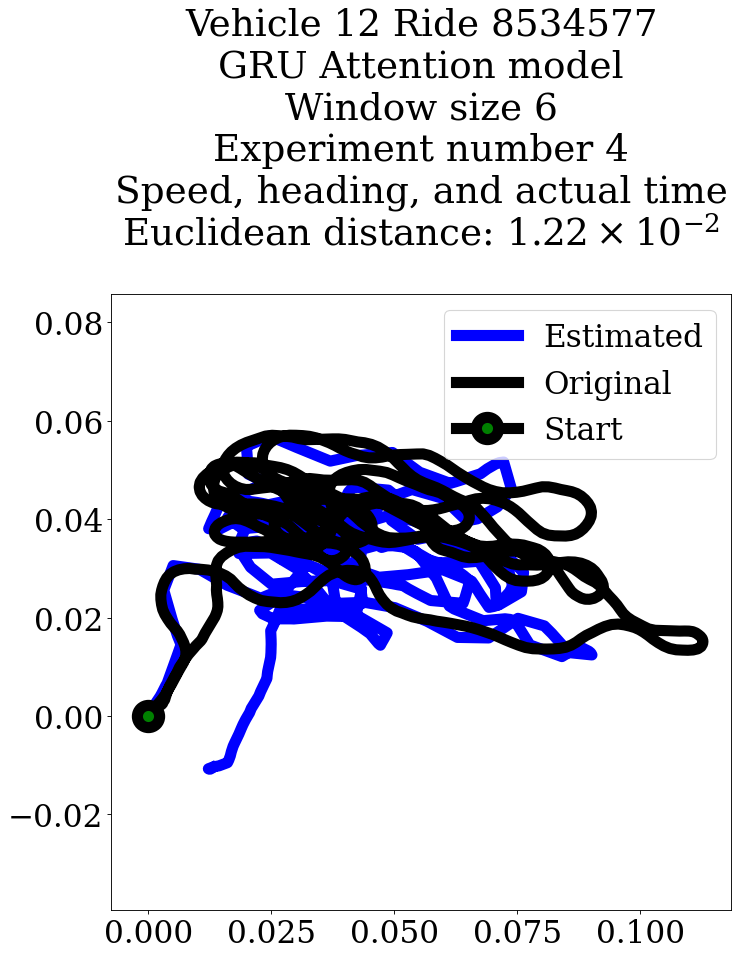 Vehicle 12 Ride 8534577
GRU Attention model
Window size 6
Experiment number 4
Speed, heading, and actual time
Euclidean distance: 1.22 × 10⁻²
0.08
0.06
0.04
0.02
0.00
−0.02
Estimated
Original
Start
0.000 0.025 0.050 0.075 0.100